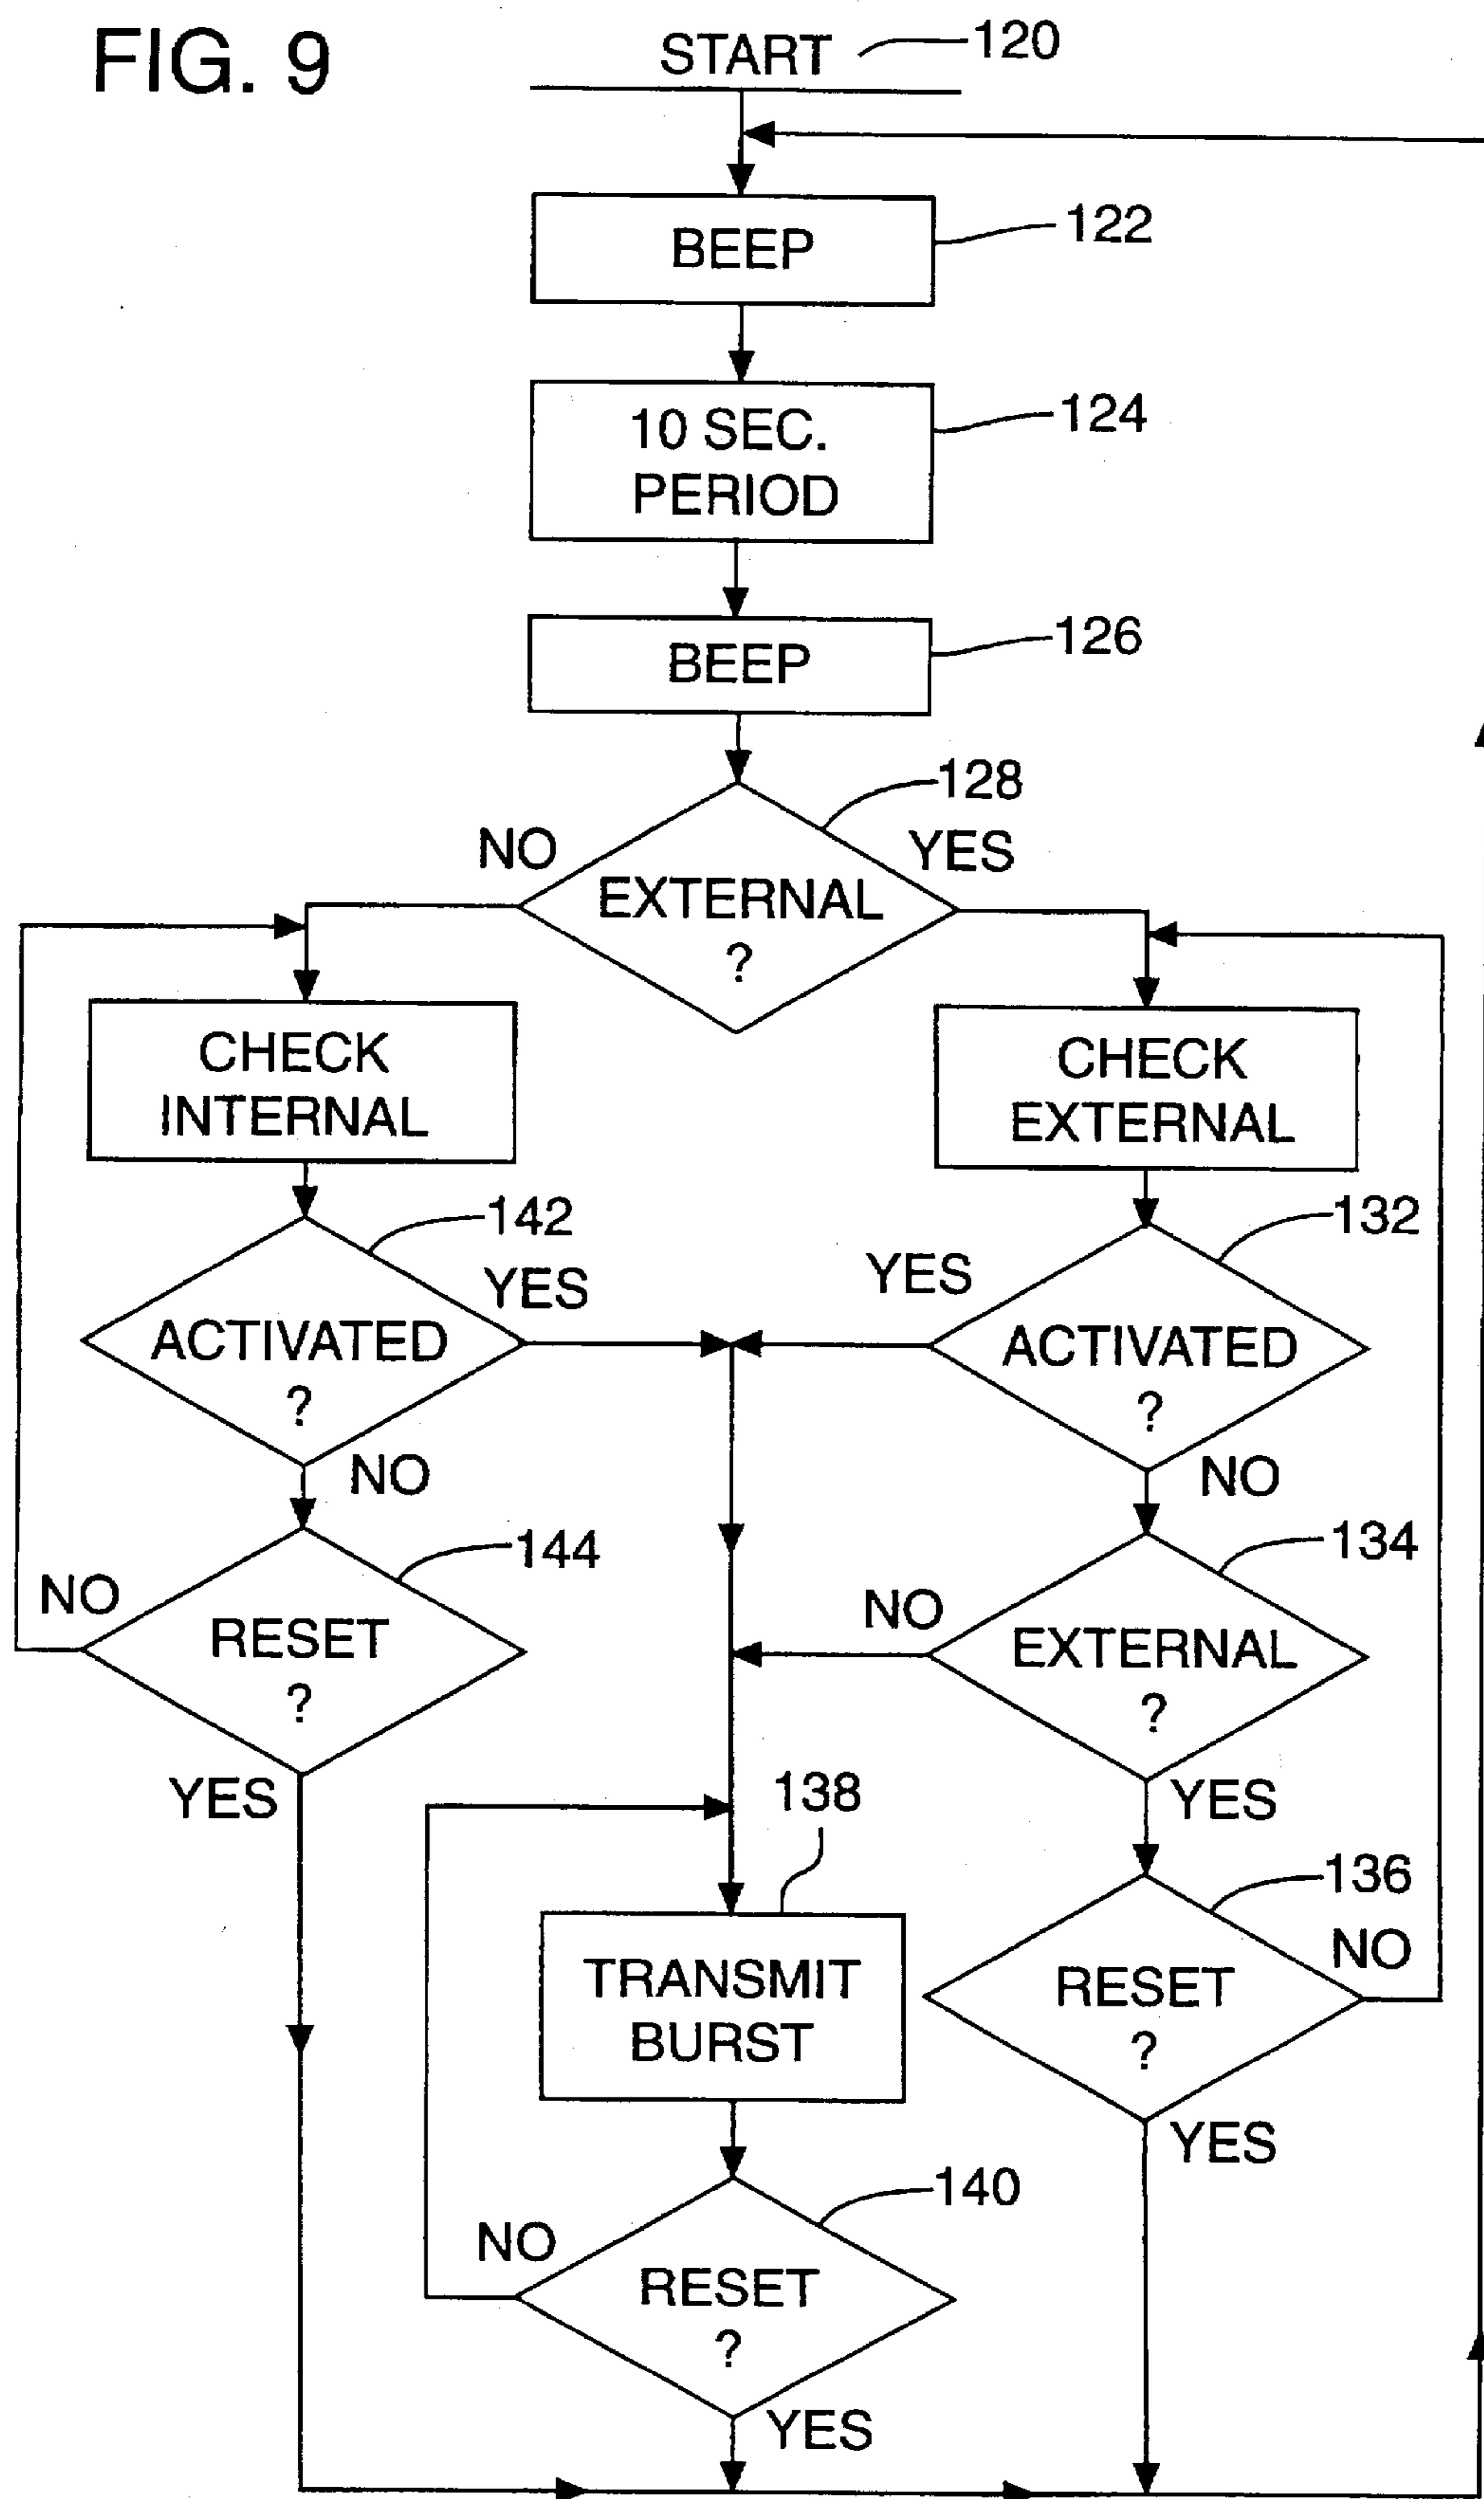 FIG. 9
START
120
BEEP
122
10 SEC.
PERIOD
124
BEEP
126
128
NO
YES
EXTERNAL
?
CHECK
INTERNAL
CHECK
EXTERNAL
142
YES
ACTIVATED
?
NO
132
YES
ACTIVATED
?
NO
144
NO
RESET
?
YES
134
NO
EXTERNAL
?
YES
138
TRANSMIT
BURST
136
NO
RESET
?
YES
140
NO
RESET
?
YES